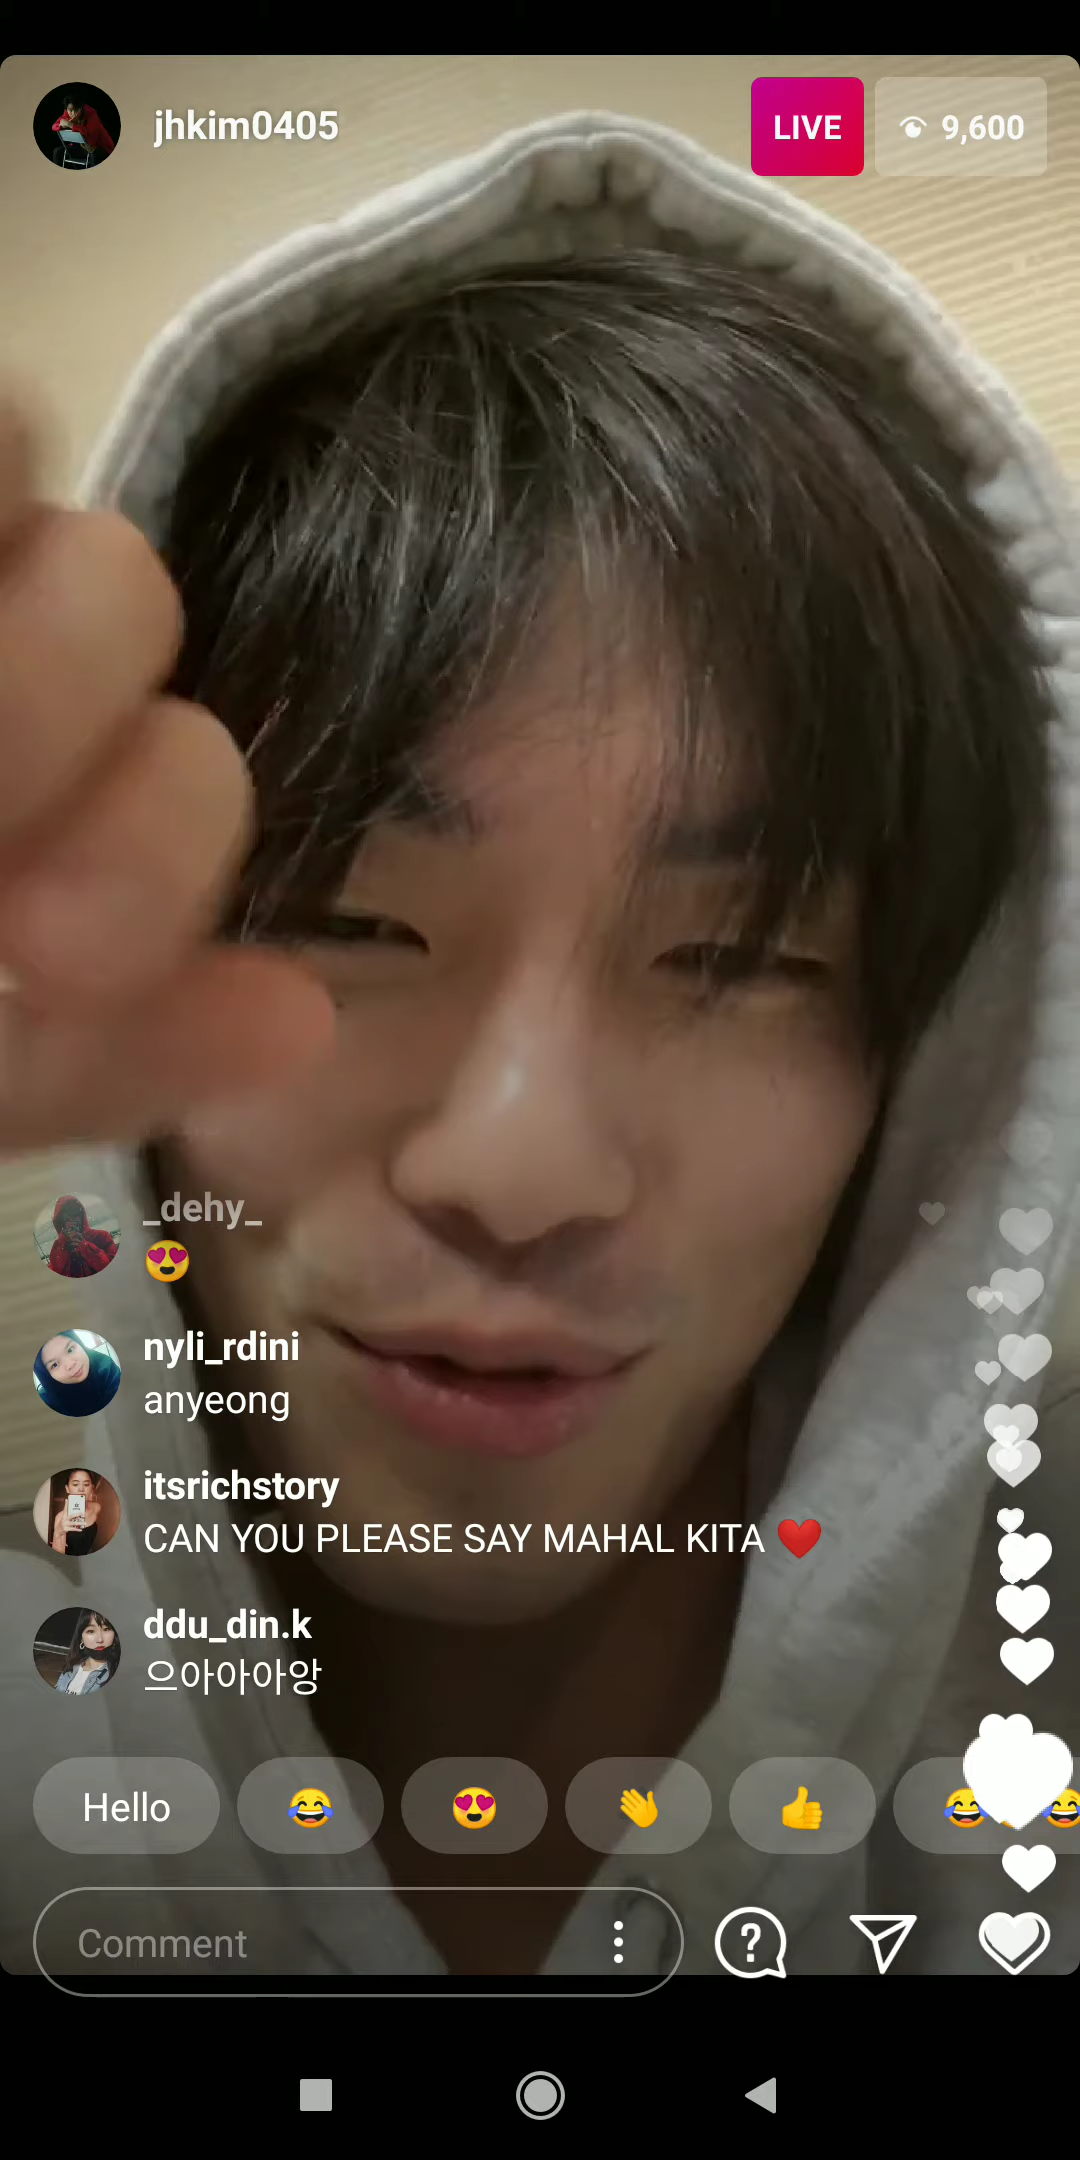 jhkim0405
LIVE
9,600
_dehy_
😍
nyli_rdini
anyeong
itsrichstory
CAN YOU PLEASE SAY MAHAL KITA ❤️
ddu_din.k
으아아아앙
Hello 😂 😍 👋 👍 😂
Comment